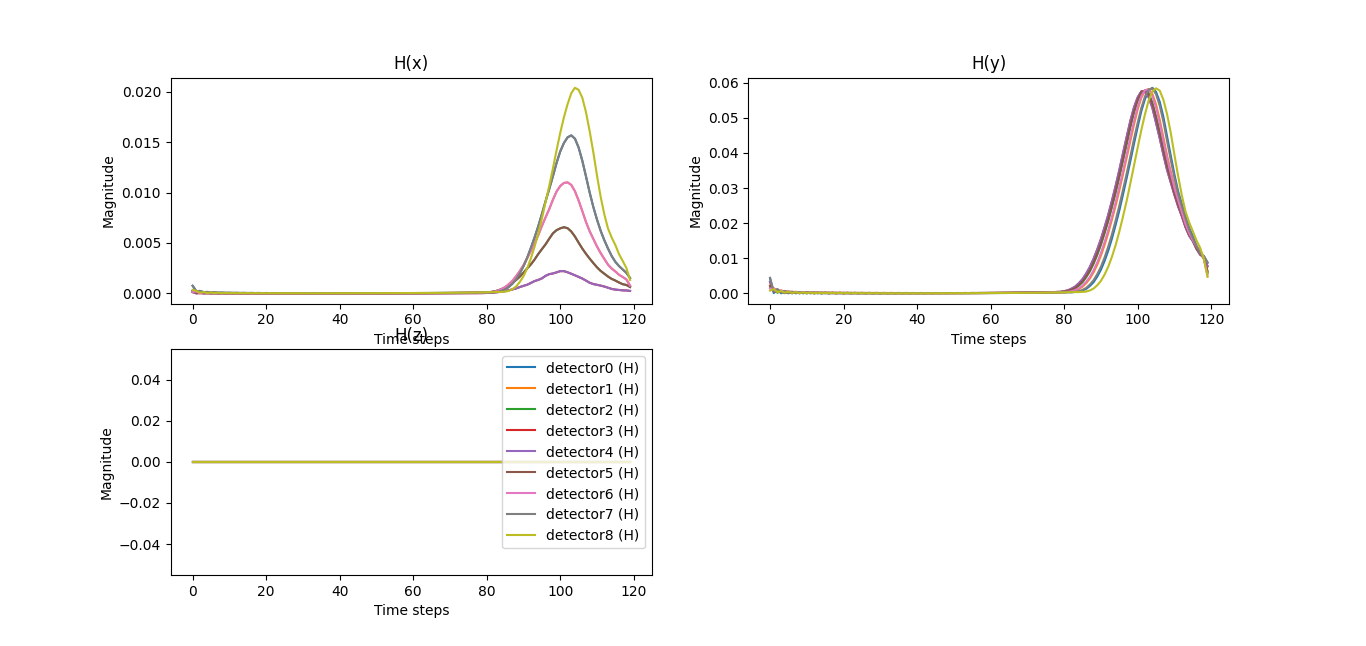 H(x)
Magnitude
0.020
0.015
0.010
0.005
0.000
0 20 40 60 80 100 120
Time steps
H(y)
Magnitude
0.06
0.05
0.04
0.03
0.02
0.01
0.00
0 20 40 60 80 100 120
Time steps
H(z)
Magnitude
0.04
0.02
0.00
−0.02
−0.04
0 20 40 60 80 100 120
Time steps
detector0 (H)
detector1 (H)
detector2 (H)
detector3 (H)
detector4 (H)
detector5 (H)
detector6 (H)
detector7 (H)
detector8 (H)